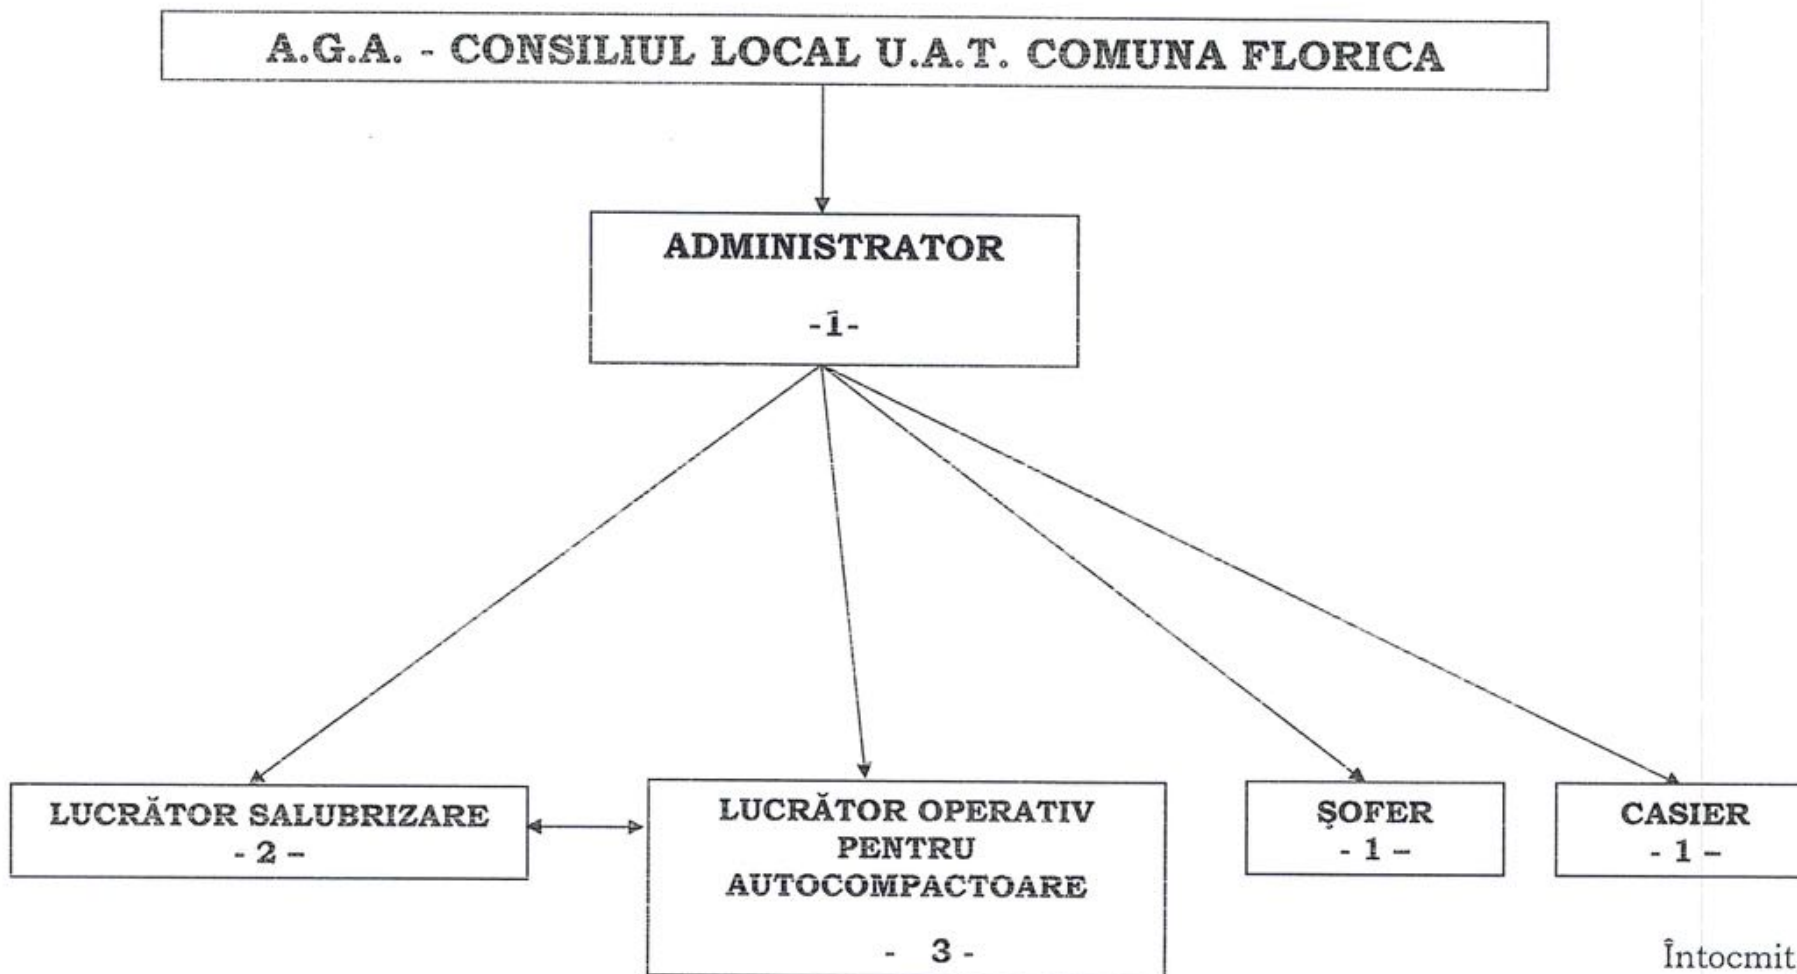 A.G.A. - CONSILIUL LOCAL U.A.T. COMUNA FLORICA
ADMINISTRATOR
-1-
LUCRĂTOR SALUBRIZARE
- 2 –
LUCRĂTOR OPERATIV
PENTRU
AUTOCOMPACTOARE
- 3 -
ŞOFER
- 1 –
CASIER
- 1 –
Întocmit